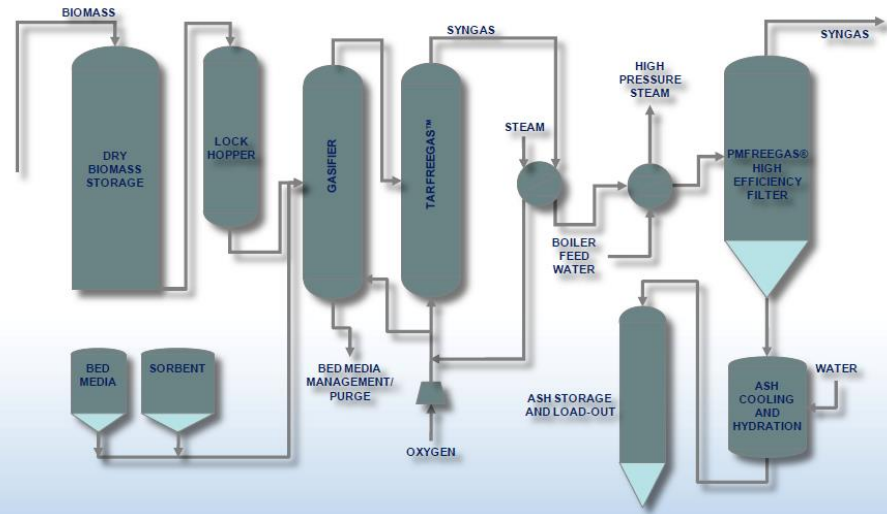 BIOMASS
DRY
BIOMASS
STORAGE
LOCK
HOPPER
GASIFIER
TARFREEGAS™
SYNGAS
STEAM
HIGH
PRESSURE
STEAM
BOILER
FEED
WATER
SYNGAS
PMFREEGAS®
HIGH
EFFICIENCY
FILTER
BED
MEDIA
SORBENT
BED MEDIA
MANAGEMENT/
PURGE
OXYGEN
ASH STORAGE
AND LOAD-OUT
ASH
COOLING
AND
HYDRATION
WATER